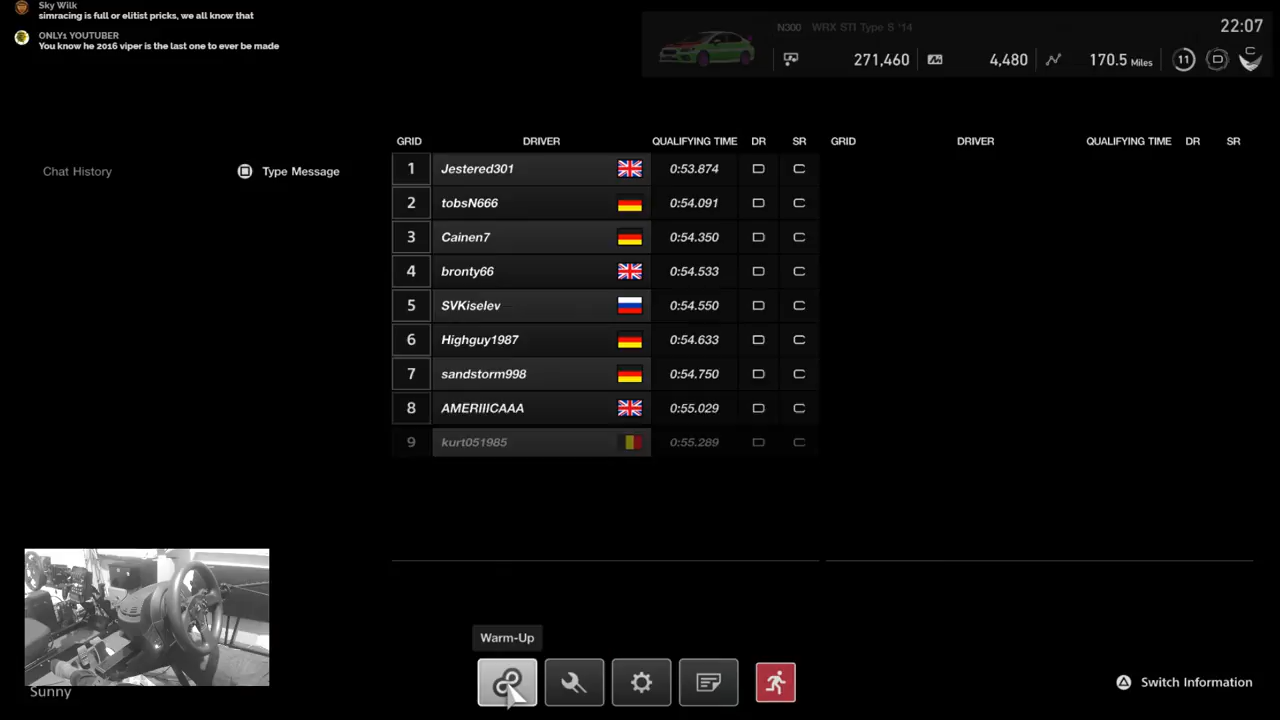 Sky Wilk
simracing is full or elitist pricks, we all know that
ONLY1 YOUTUBER
You know he 2016 viper is the last one to ever be made
N300 WRX STI Type S '14
22:07
271,460 4,480 170.5 Miles 11 D C
Chat History Type Message
GRID DRIVER QUALIFYING TIME DR SR GRID DRIVER QUALIFYING TIME DR SR
1 Jestered301 0:53.874 D C
2 tobsN666 0:54.091 D C
3 Cainen7 0:54.350 D C
4 bronty66 0:54.533 D C
5 SVKiselev 0:54.550 D C
6 Highguy1987 0:54.633 D C
7 sandstorm998 0:54.750 D C
8 AMERIIICAAA 0:55.029 D C
9 kurt051985 0:55.289 D C
Warm-Up
Sunny
Switch Information